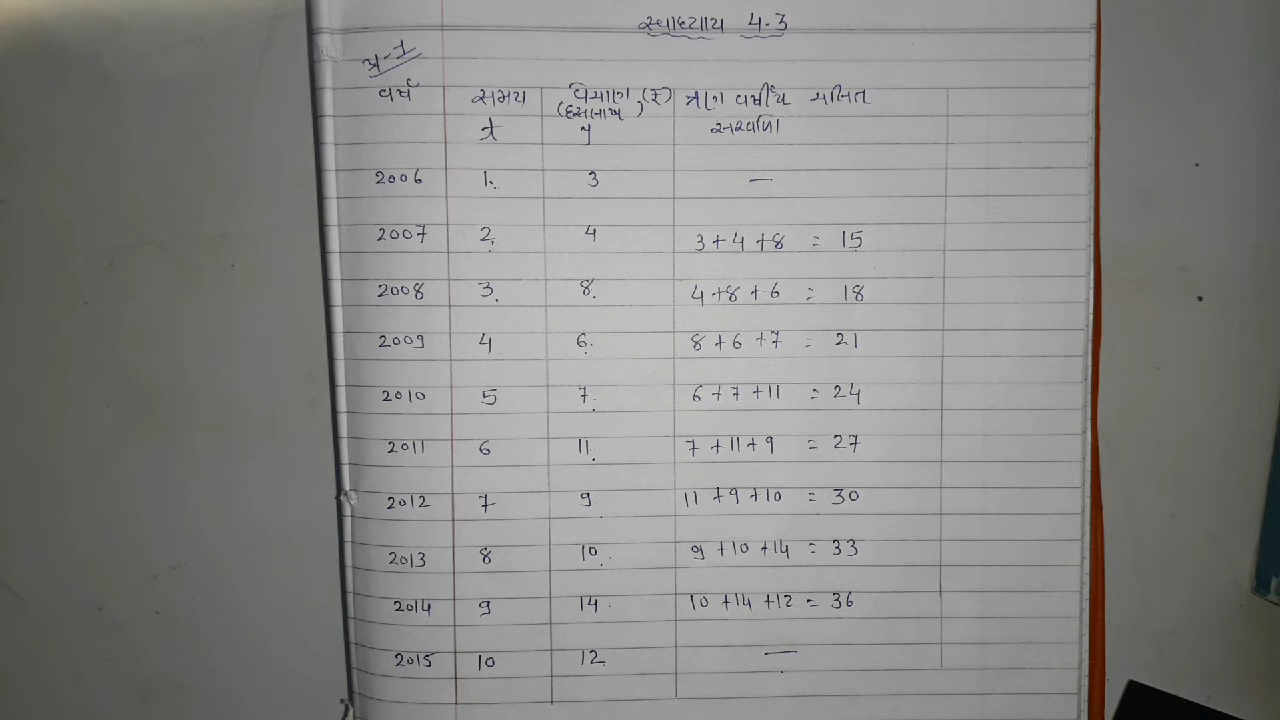 સ્વાધ્યાય 4.3
પ્ર-1
વર્ષ સમય વેચાણ (રૂ) ત્રણ વર્ષીય ચલિત
(દસલાખ) સરવાળા
t y
2006 1. 3 —
2007 2. 4 3+4+8 = 15
2008 3. 8. 4+8+6 = 18
2009 4 6. 8+6+7 = 21
2010 5 7. 6+7+11 = 24
2011 6 11. 7+11+9 = 27
2012 7 9 11+9+10 = 30
2013 8 10. 9+10+14 = 33
2014 9 14. 10+14+12 = 36
2015 10 12 —